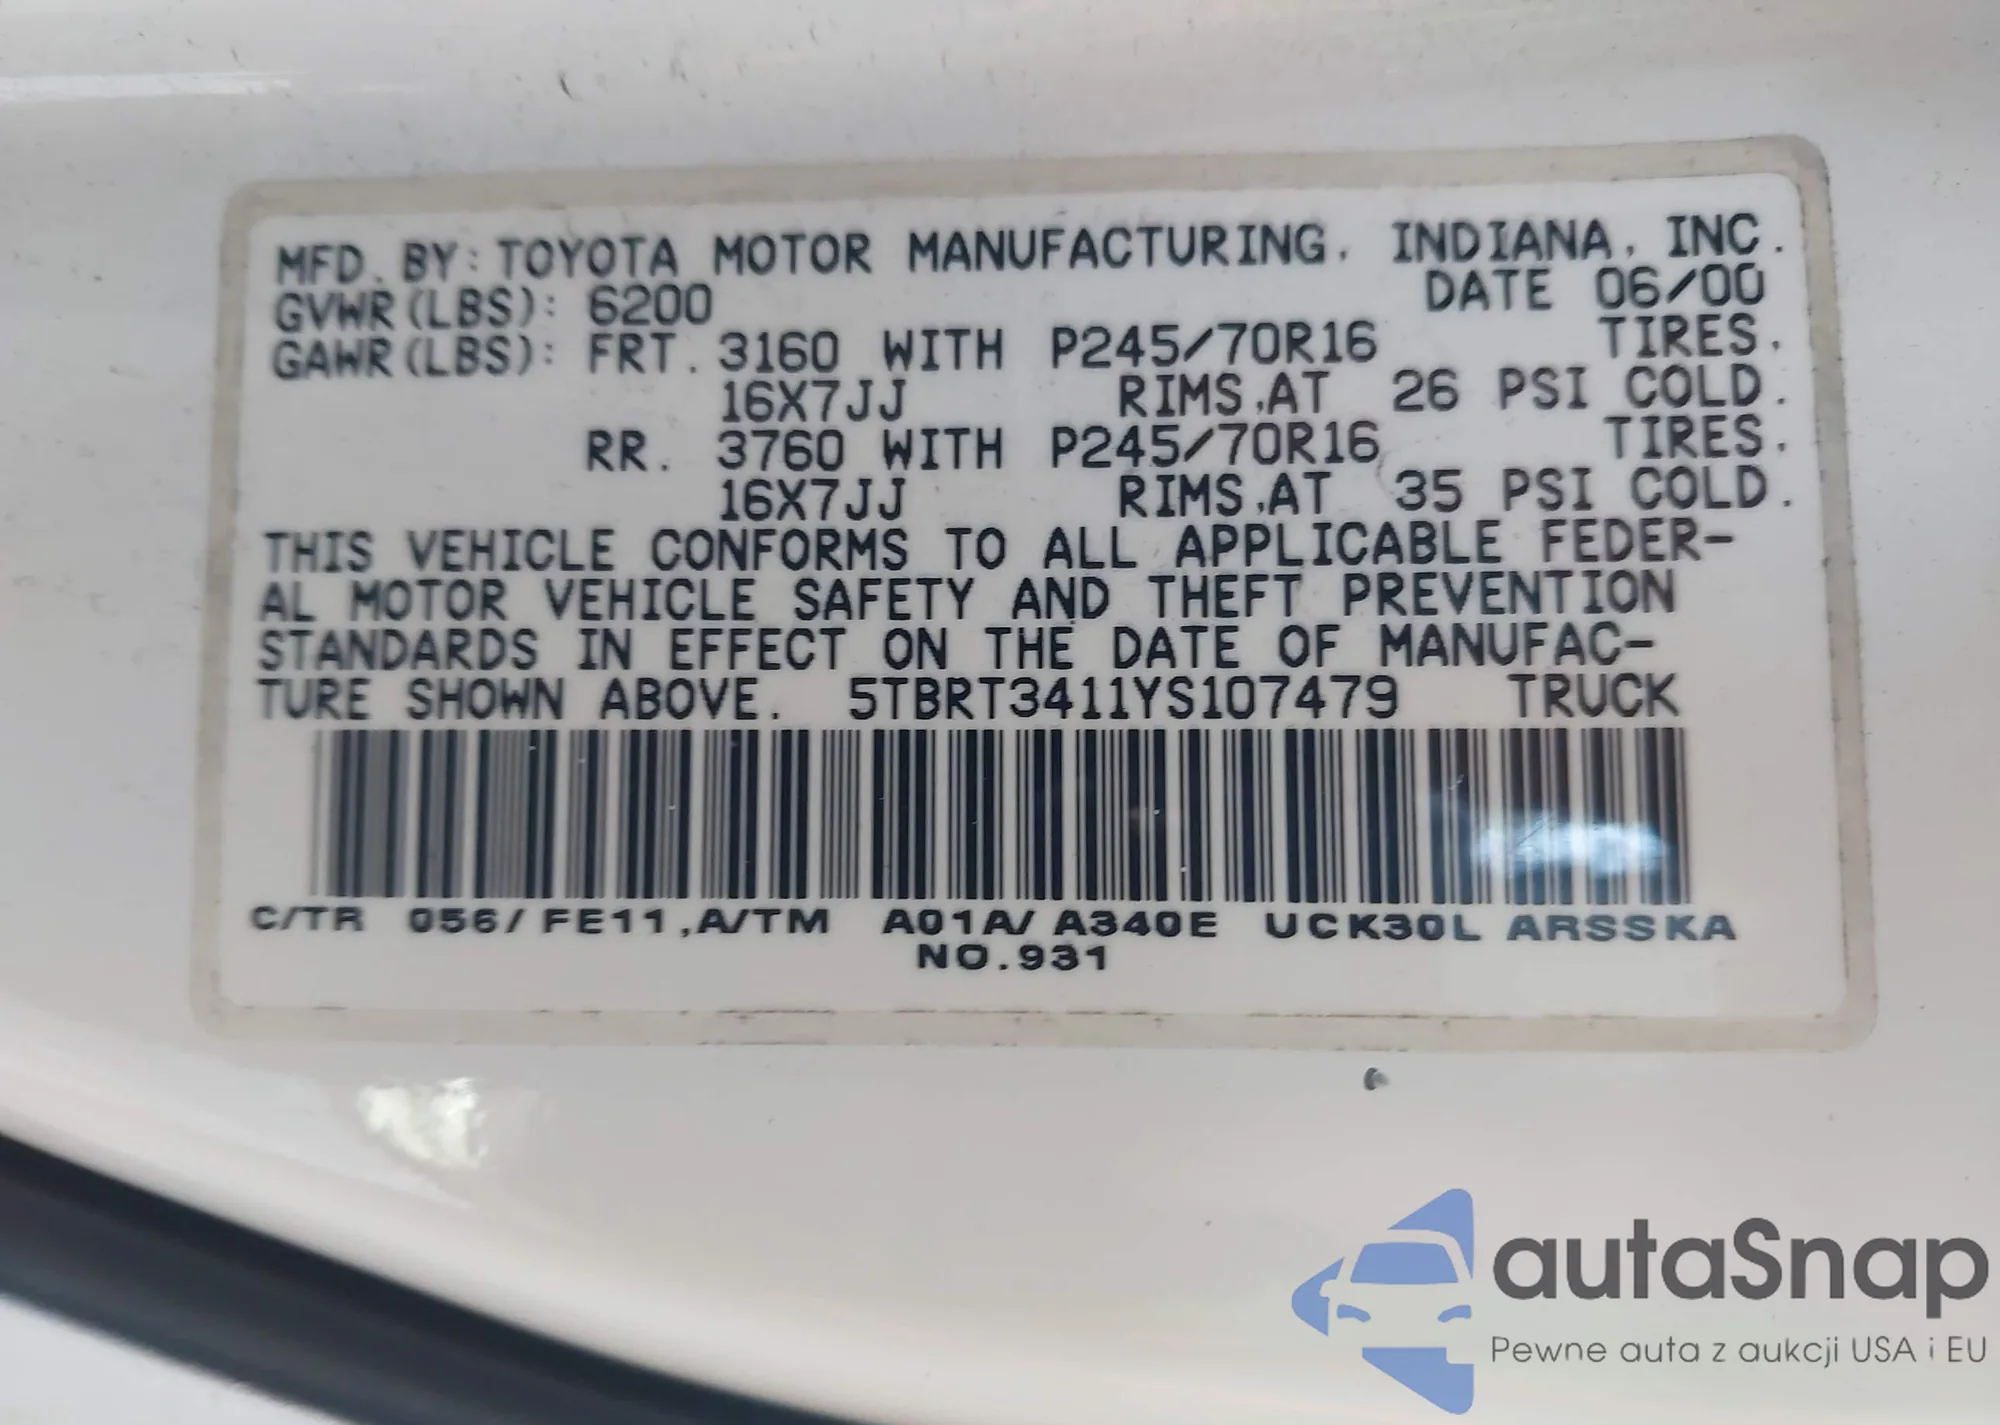 MFD. BY: TOYOTA MOTOR MANUFACTURING, INDIANA, INC.
GVWR(LBS): 6200 DATE 06/00
GAWR(LBS): FRT. 3160 WITH P245/70R16 TIRES,
16X7JJ RIMS,AT 26 PSI COLD.
RR. 3760 WITH P245/70R16 TIRES,
16X7JJ RIMS,AT 35 PSI COLD.
THIS VEHICLE CONFORMS TO ALL APPLICABLE FEDER-
AL MOTOR VEHICLE SAFETY AND THEFT PREVENTION
STANDARDS IN EFFECT ON THE DATE OF MANUFAC-
TURE SHOWN ABOVE. 5TBRT3411YS107479 TRUCK
C/TR 056/FE11,A/TM A01A/A340E UCK30L ARSSKA
NO.931
autaSnap
Pewne auta z aukcji USA i EU